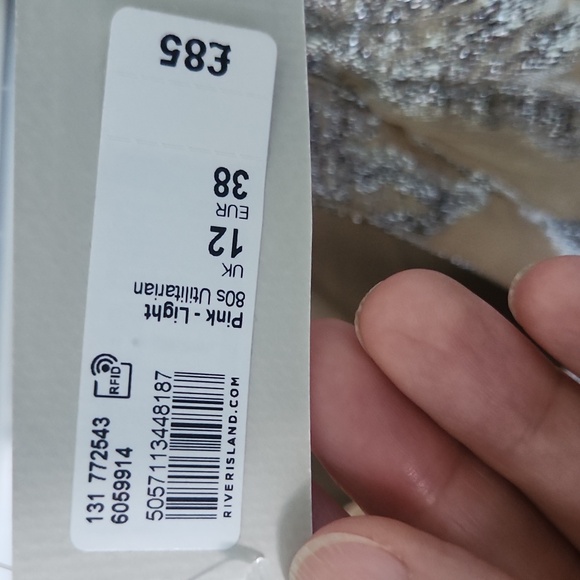 RIVERISLAND.COM
5057113448187
6059914
131 772543
RFID
Pink - Light
80s Utilitarian
UK
12
EUR
38
£85